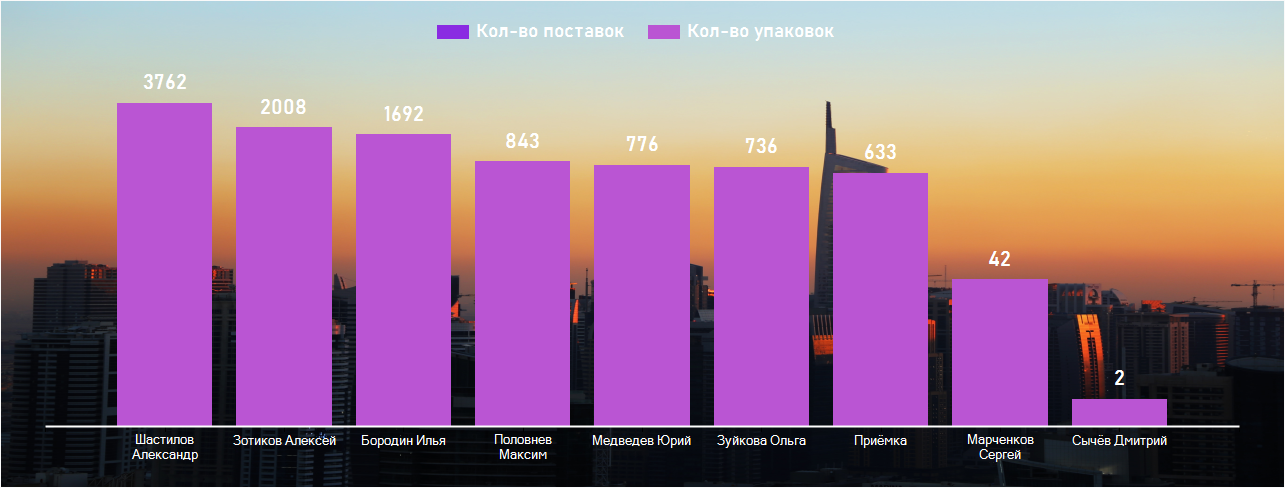 Кол-во поставок Кол-во упаковок
3762
2008
1692
843
776
736
633
42
2
Шастилов
Александр
Зотиков Алексей
Бородин Илья
Половнев
Максим
Медведев Юрий
Зуйкова Ольга
Приёмка
Марченков
Сергей
Сычёв Дмитрий